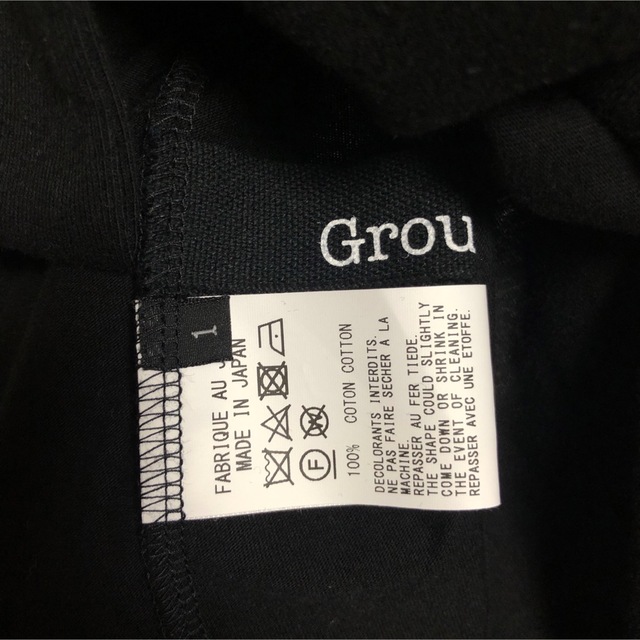 Grou
1
FABRIQUE AU J
MADE IN JAPAN
F
W
100% COTON COTTON
DECOLORANTS INTERDITS.
NE PAS FAIRE SÉCHER À LA
MACHINE.
REPASSER AU FER TIEDE.
THE SHAPE COULD SLIGHTLY
COME DOWN OR SHRINK IN
THE EVENT OF CLEANING.
REPASSER AVEC UNE ETOFFE.